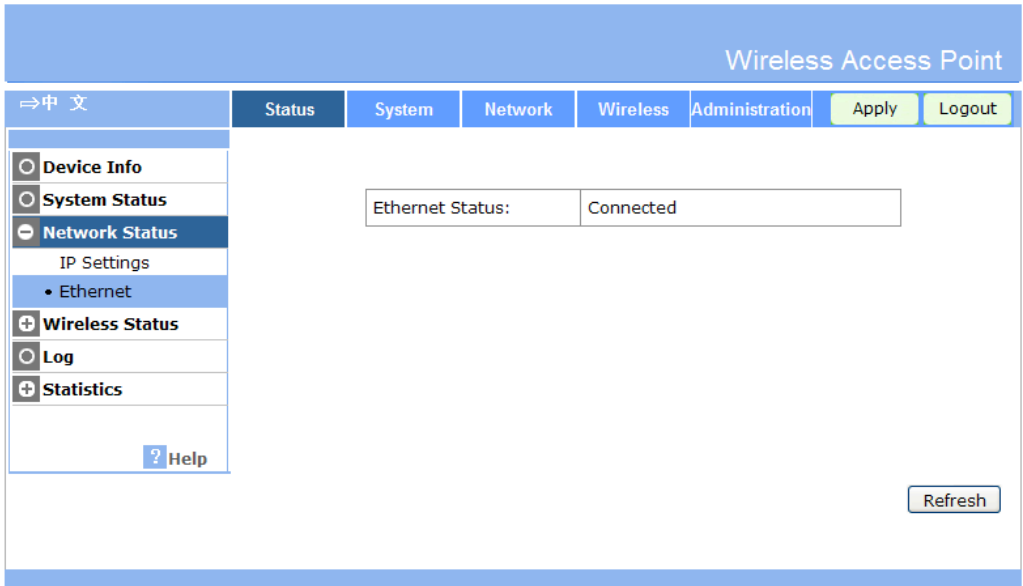 Wireless Access Point
⇒中 文
Status System Network Wireless Administration Apply Logout
Device Info
System Status
Network Status
IP Settings
• Ethernet
Wireless Status
Log
Statistics
? Help
Ethernet Status: Connected
Refresh